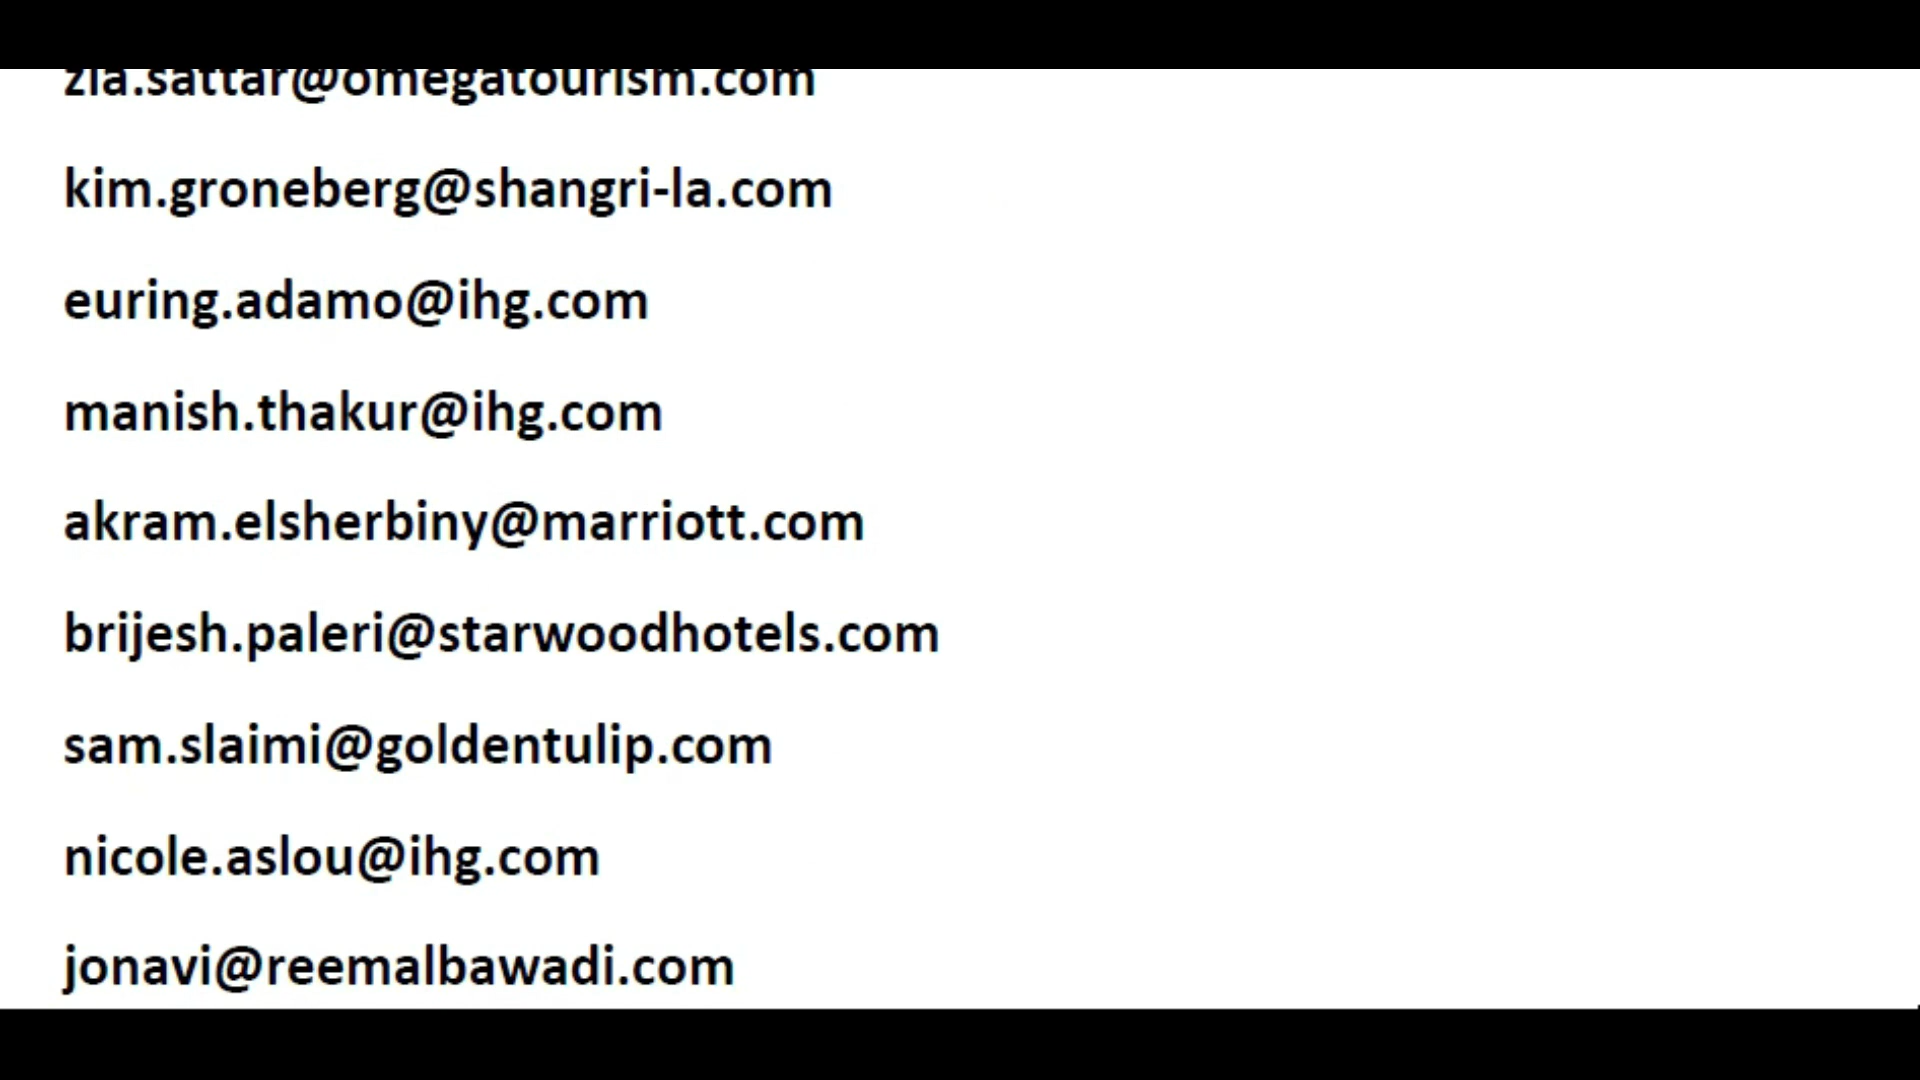 zia.sattar@omegatourism.com
kim.groneberg@shangri-la.com
euring.adamo@ihg.com
manish.thakur@ihg.com
akram.elsherbiny@marriott.com
brijesh.paleri@starwoodhotels.com
sam.slaimi@goldentulip.com
nicole.aslou@ihg.com
jonavi@reemalbawadi.com